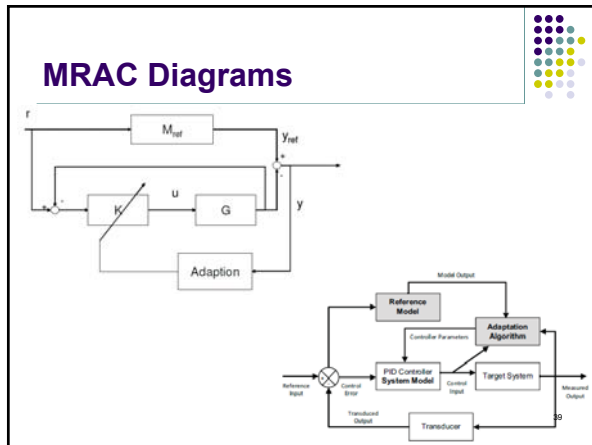 MRAC Diagrams
r
M_ref
y_ref
+
-
-
+
K
u
G
y
Adaption
Model Output
Reference
Model
Adaptation
Algorithm
Controller Parameters
PID Controller
System Model
Target System
Reference
Input
Control
Error
Control
Input
Measured
Output
Transduced
Output
Transducer
39